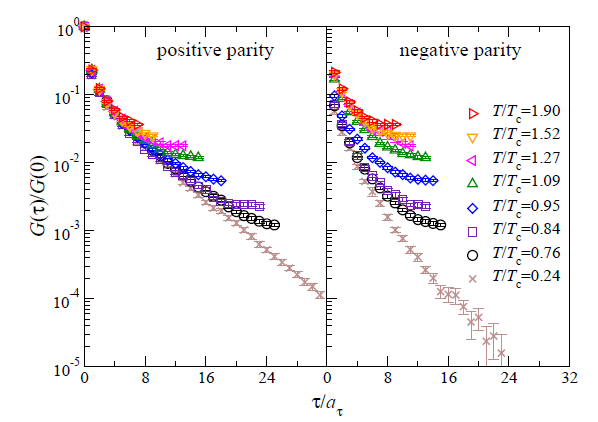 10^0
10^-1
10^-2
10^-3
10^-4
10^-5
G(τ)/G(0)
positive parity
negative parity
T/T_c=1.90
T/T_c=1.52
T/T_c=1.27
T/T_c=1.09
T/T_c=0.95
T/T_c=0.84
T/T_c=0.76
T/T_c=0.24
0 8 16 24 0 8 16 24 32
τ/a_τ